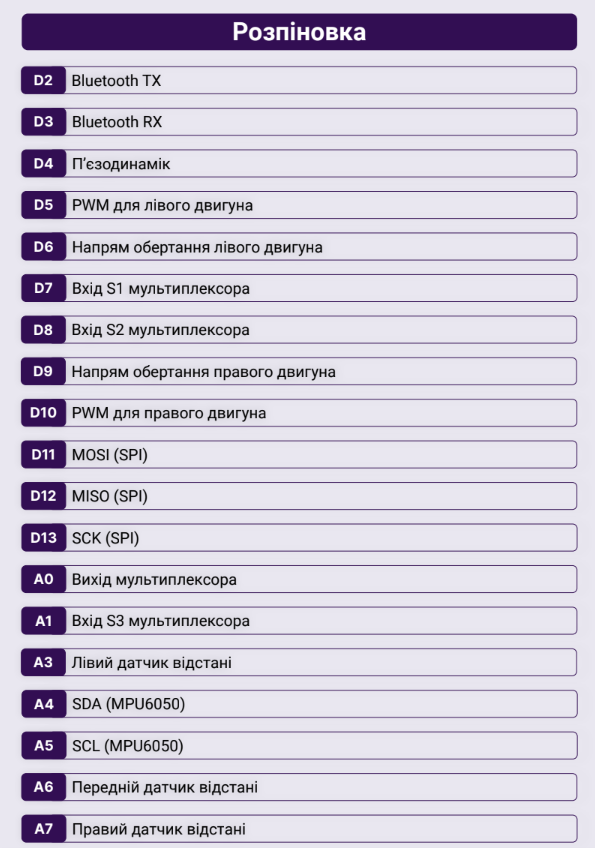 Розпіновка
D2 Bluetooth TX
D3 Bluetooth RX
D4 П'єзодинамік
D5 PWM для лівого двигуна
D6 Напрям обертання лівого двигуна
D7 Вхід S1 мультиплексора
D8 Вхід S2 мультиплексора
D9 Напрям обертання правого двигуна
D10 PWM для правого двигуна
D11 MOSI (SPI)
D12 MISO (SPI)
D13 SCK (SPI)
A0 Вихід мультиплексора
A1 Вхід S3 мультиплексора
A3 Лівий датчик відстані
A4 SDA (MPU6050)
A5 SCL (MPU6050)
A6 Передній датчик відстані
A7 Правий датчик відстані